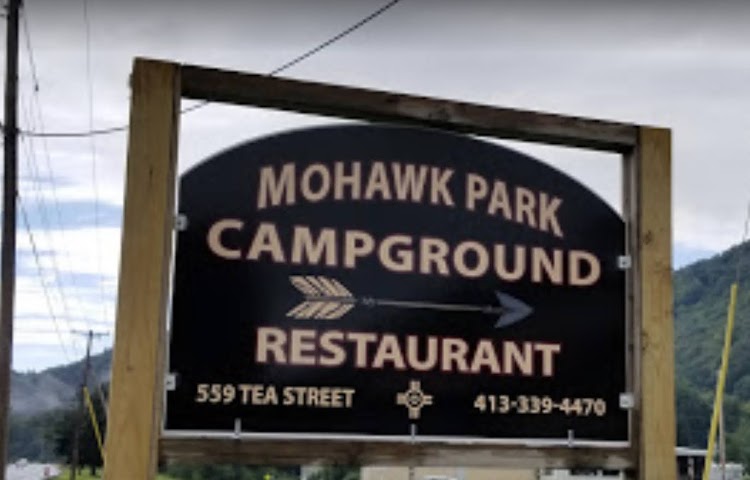 MOHAWK PARK
CAMPGROUND
RESTAURANT
559 TEA STREET 413-339-4470